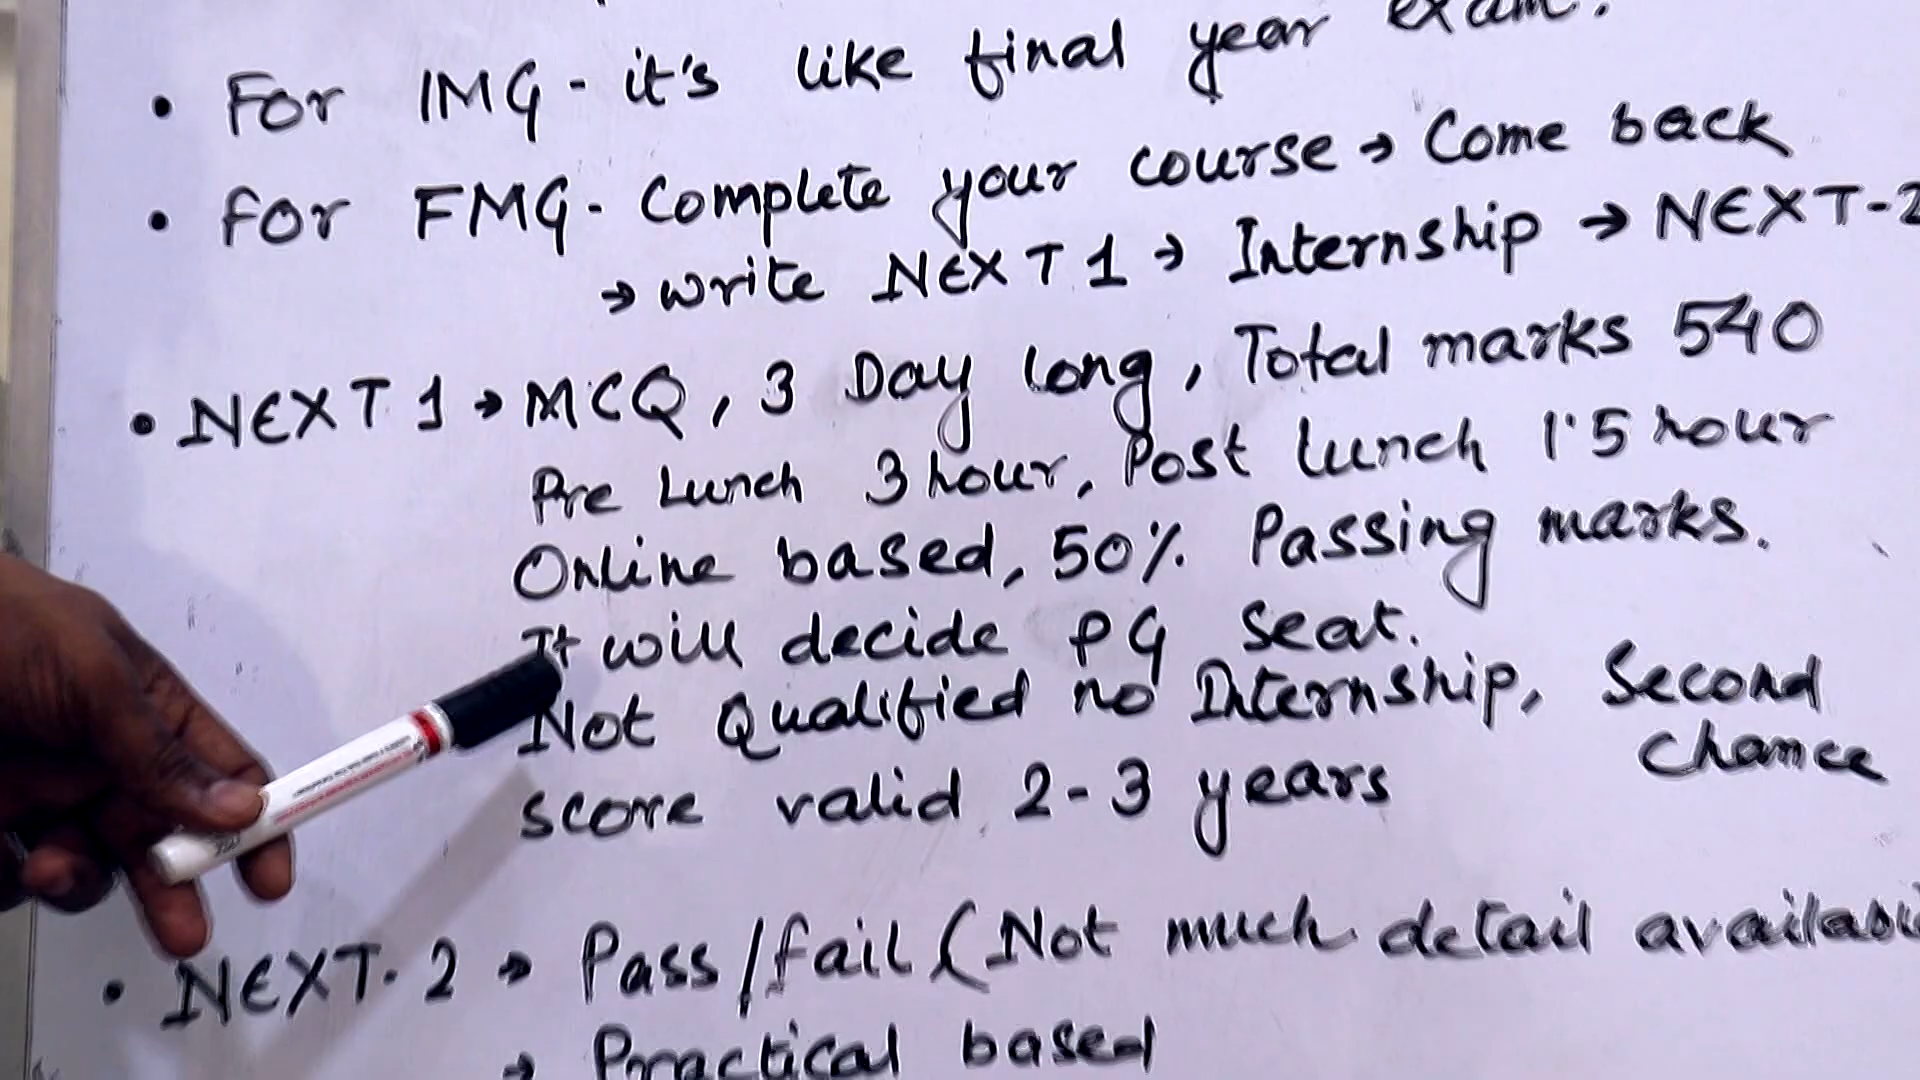 • For IMG - it's like final year exam.
• For FMG - Complete your course → Come back
→ write NEXT 1 → Internship → NEXT-2
• NEXT 1 → MCQ, 3 Day long, Total marks 540
Pre Lunch 3 hour, Post lunch 1.5 hour
Online based, 50% Passing marks.
It will decide PG seat.
Not Qualified no Internship, Second
chance
score valid 2-3 years
• NEXT-2 → Pass/fail (Not much detail
→ Practical based